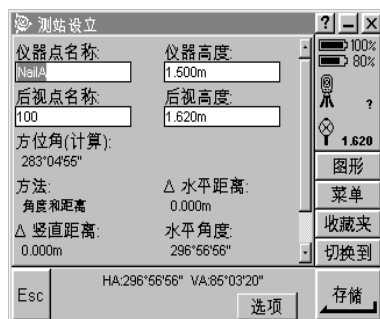 测站设立
? – ×
仪器点名称: 仪器高度:
NailA 1.500m
后视点名称: 后视高度:
100 1.620m
方位角(计算):
283°04'55"
方法: Δ 水平距离:
角度和距离 0.000m
Δ 竖直距离: 水平角度:
0.000m 296°56'56"
100%
80%
?
1.620
图形
菜单
收藏夹
切换到
HA:296°56'56" VA:85°03'20"
Esc
选项
存储